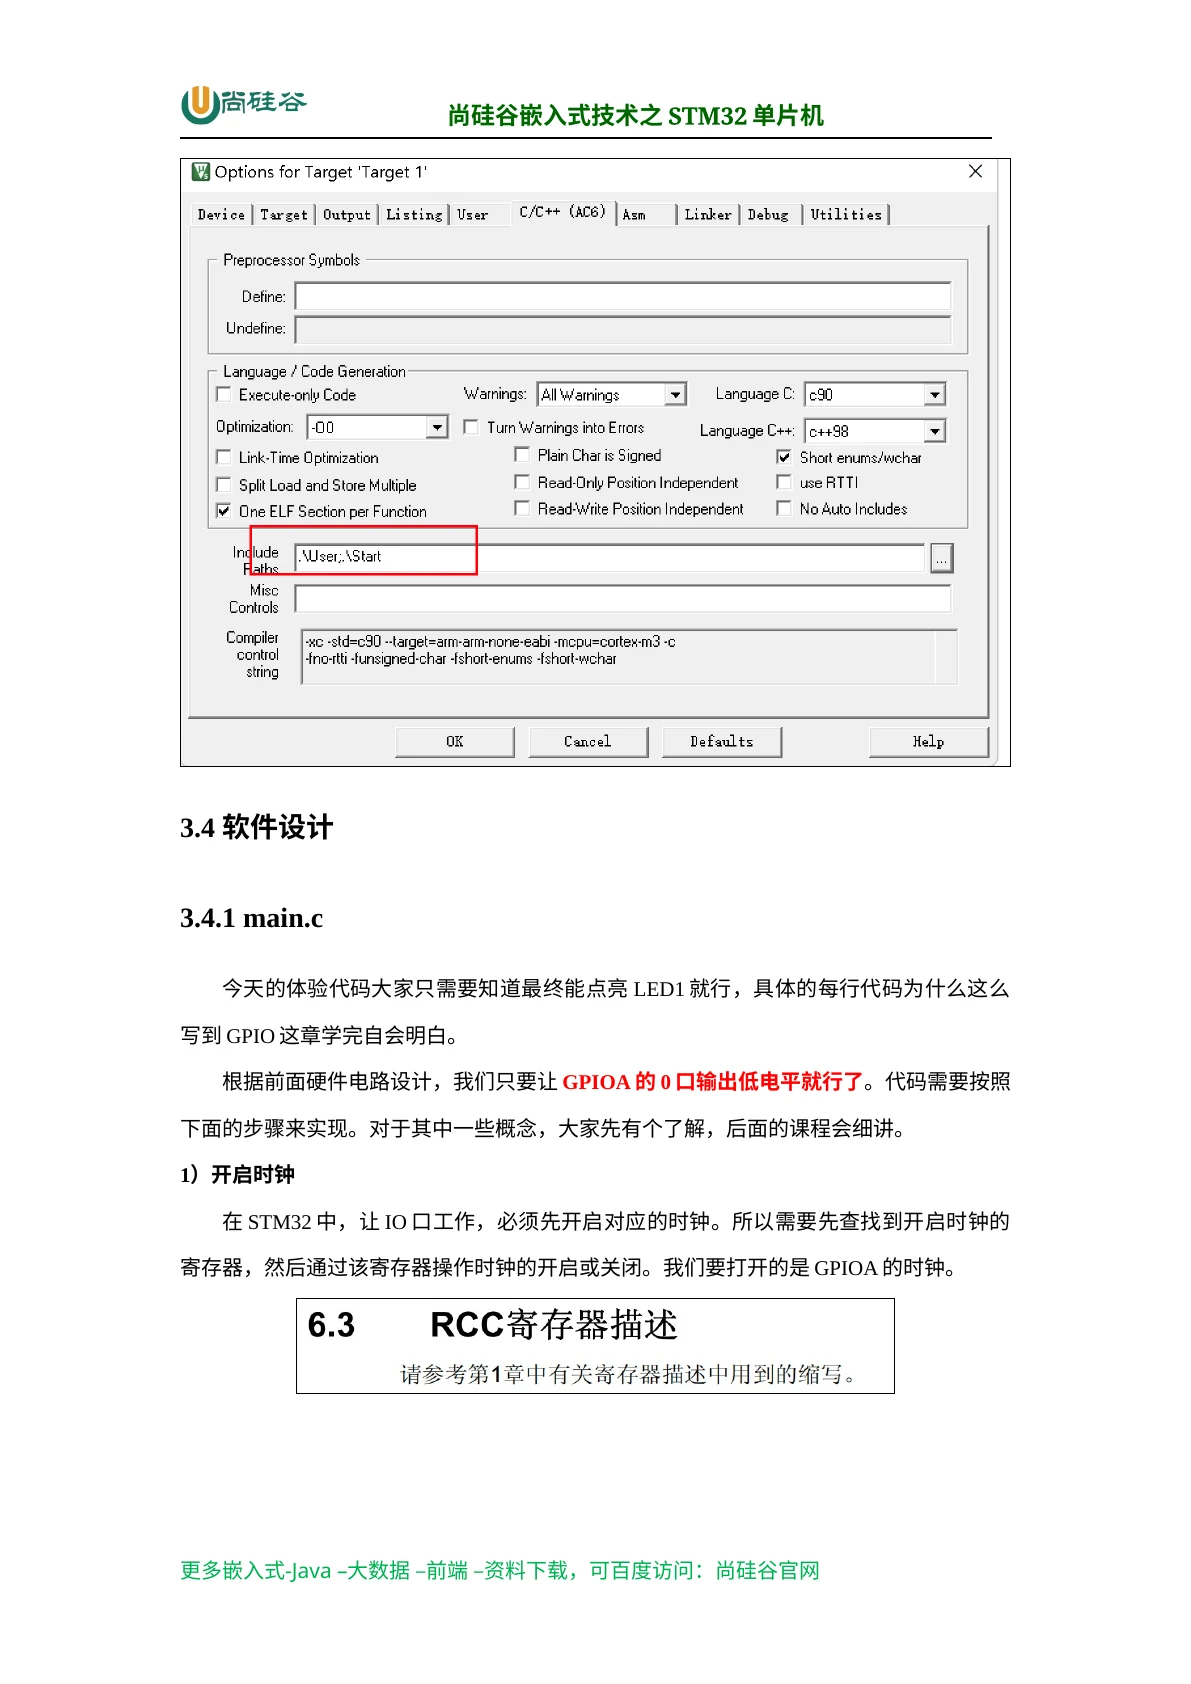 尚硅谷
尚硅谷嵌入式技术之 STM32 单片机
Options for Target 'Target 1'
Device Target Output Listing User C/C++ (AC6) Asm Linker Debug Utilities
Preprocessor Symbols
Define:
Undefine:
Language / Code Generation
Execute-only Code Warnings: All Warnings Language C: c90
Optimization: -O0 Turn Warnings into Errors Language C++: c++98
Link-Time Optimization Plain Char is Signed Short enums/wchar
Split Load and Store Multiple Read-Only Position Independent use RTTI
One ELF Section per Function Read-Write Position Independent No Auto Includes
Include Paths .\User;.\Start ...
Misc Controls
Compiler control string
-xc -std=c90 --target=arm-arm-none-eabi -mcpu=cortex-m3 -c
-fno-rtti -funsigned-char -fshort-enums -fshort-wchar
OK Cancel Defaults Help
3.4 软件设计
3.4.1 main.c
今天的体验代码大家只需要知道最终能点亮 LED1 就行，具体的每行代码为什么这么
写到 GPIO 这章学完自会明白。
根据前面硬件电路设计，我们只要让 GPIOA 的 0 口输出低电平就行了。代码需要按照
下面的步骤来实现。对于其中一些概念，大家先有个了解，后面的课程会细讲。
1）开启时钟
在 STM32 中，让 IO 口工作，必须先开启对应的时钟。所以需要先查找到开启时钟的
寄存器，然后通过该寄存器操作时钟的开启或关闭。我们要打开的是 GPIOA 的时钟。
6.3 RCC寄存器描述
请参考第1章中有关寄存器描述中用到的缩写。
更多嵌入式-Java –大数据 –前端 –资料下载，可百度访问：尚硅谷官网